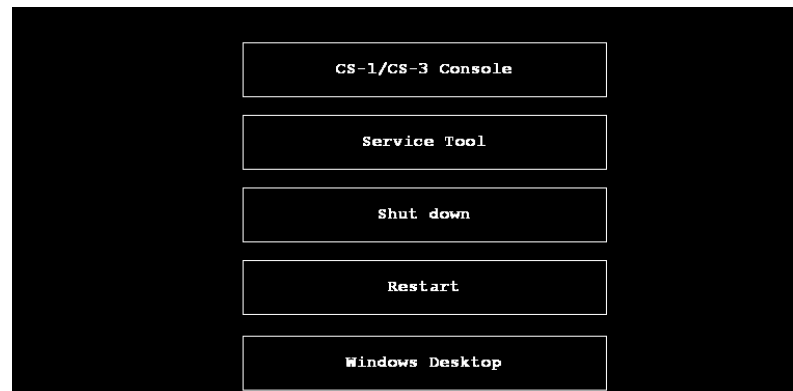 CS-1/CS-3 Console
Service Tool
Shut down
Restart
Windows Desktop